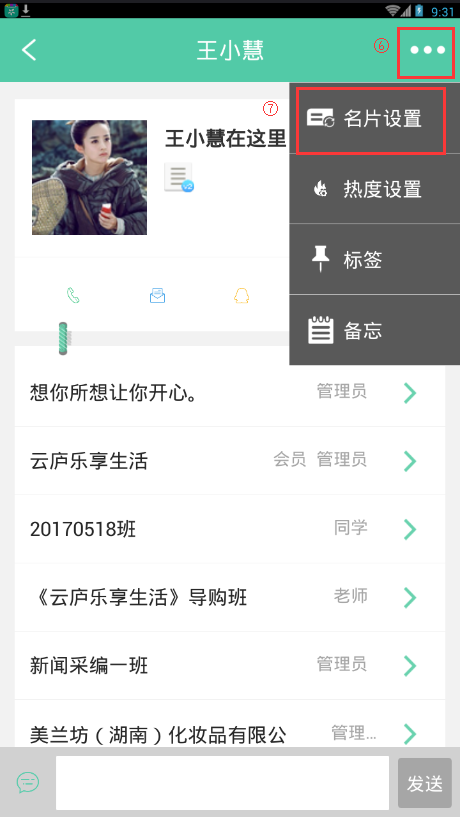 9:31
王小慧
⑥
⑦
王小慧在这里
v2
名片设置
热度设置
标签
备忘
想你所想让你开心。 管理员
云庐乐享生活 会员 管理员
20170518班 同学
《云庐乐享生活》导购班 老师
新闻采编一班 管理员
美兰坊（湖南）化妆品有限公 管理...
发送